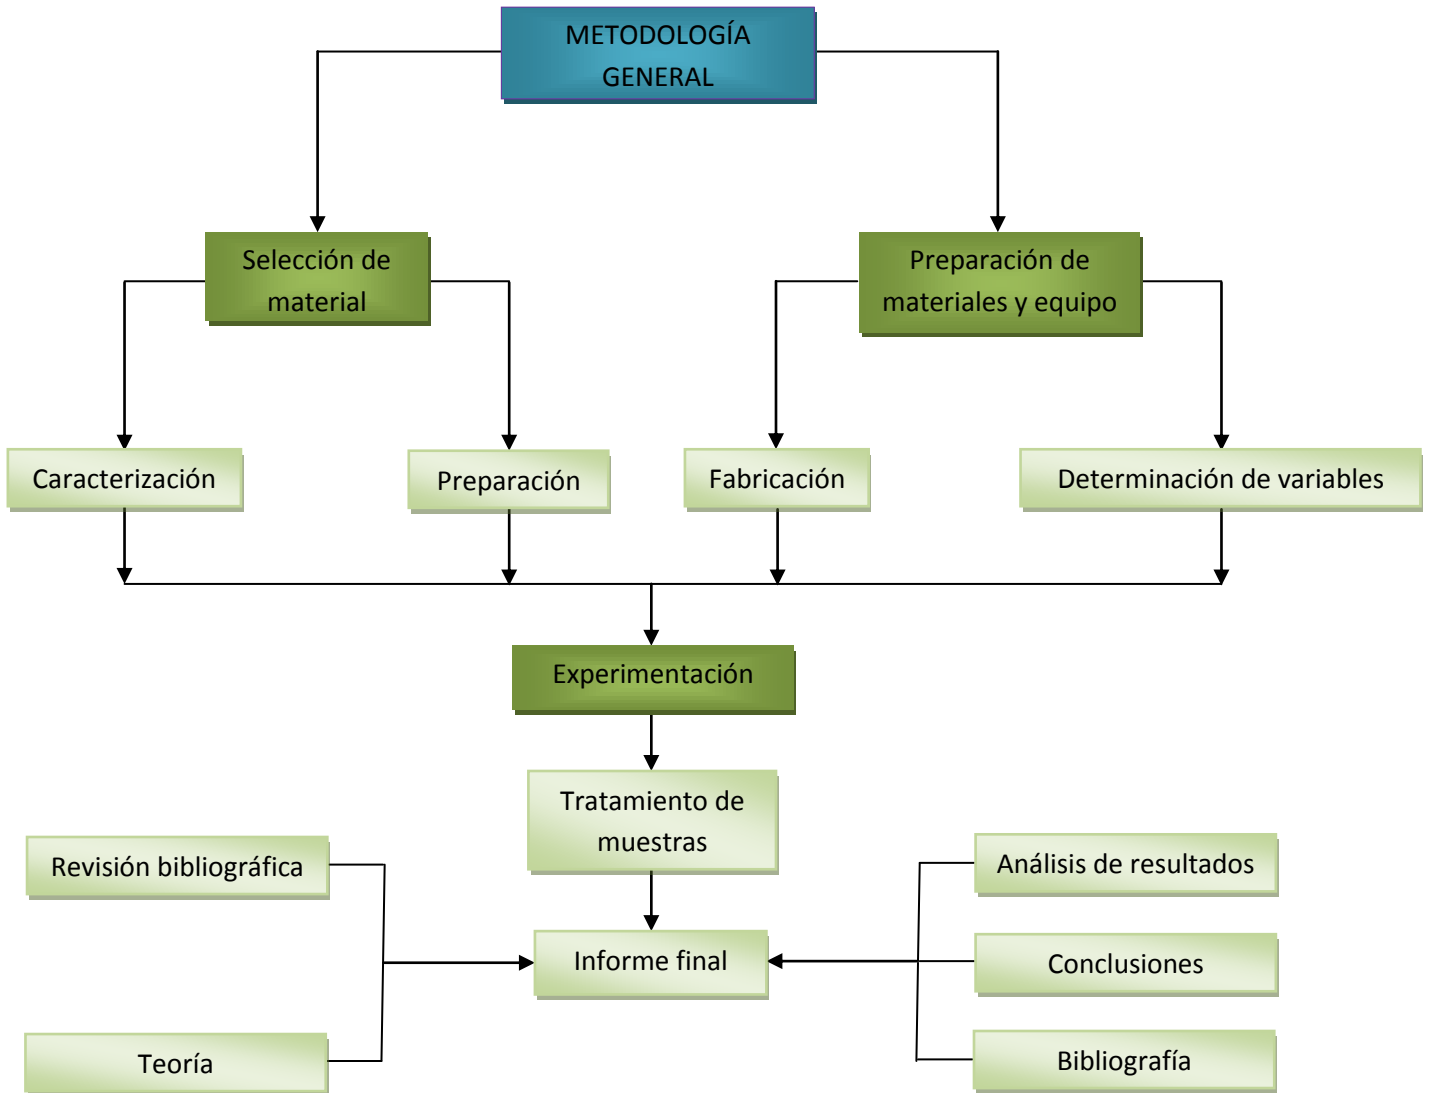 METODOLOGÍA
GENERAL
Selección de
material
Preparación de
materiales y equipo
Caracterización
Preparación
Fabricación
Determinación de variables
Experimentación
Tratamiento de
muestras
Revisión bibliográfica
Análisis de resultados
Informe final
Conclusiones
Teoría
Bibliografía